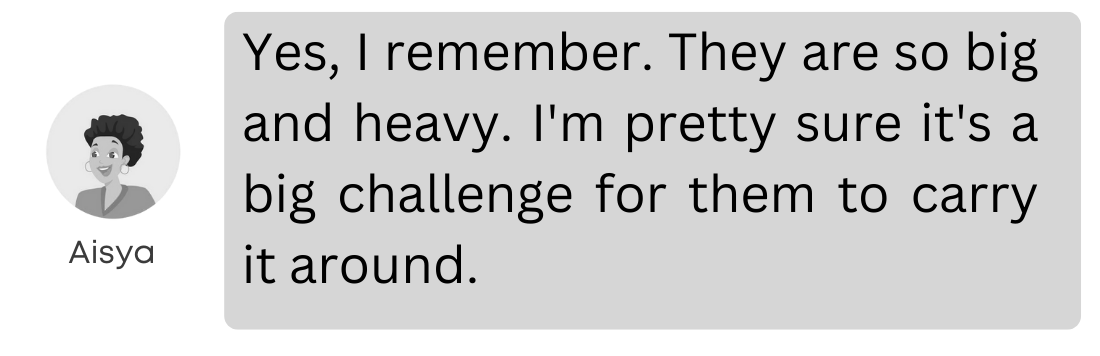 Yes, I remember. They are so big
and heavy. I'm pretty sure it's a
big challenge for them to carry
it around.
Aisya